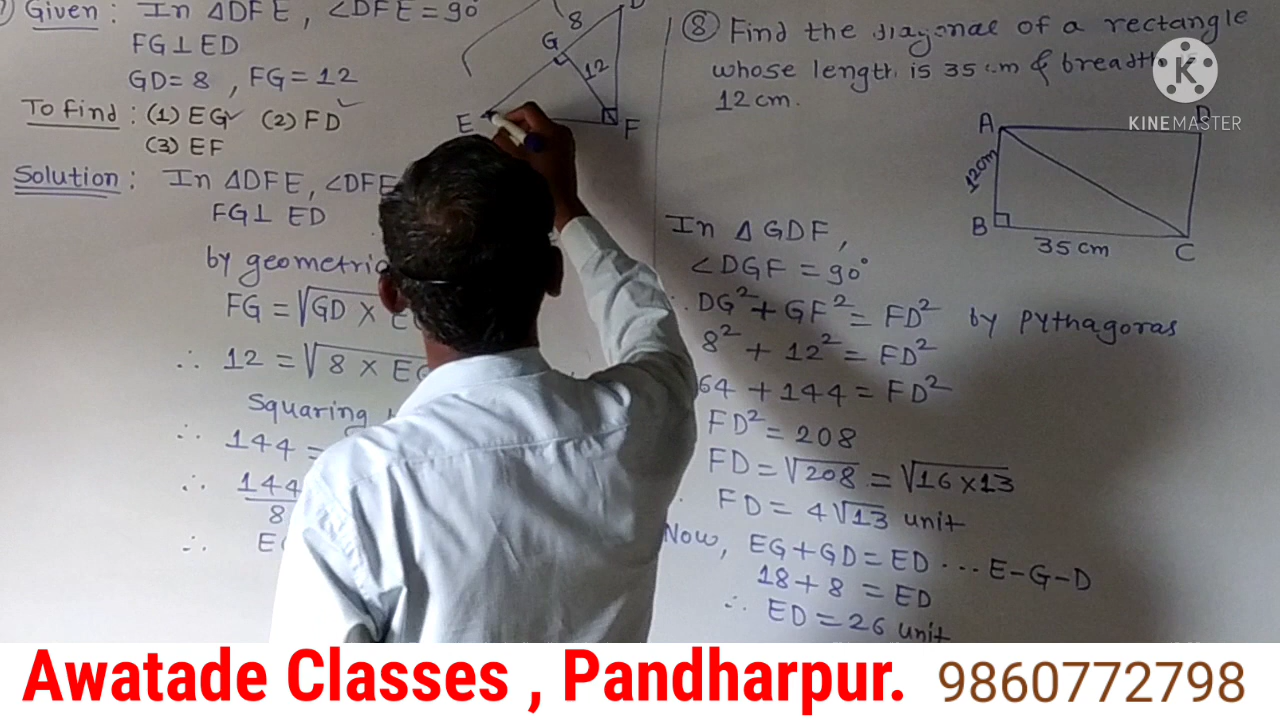 Given: In ΔDFE, ∠DFE = 90°
FG⊥ED
GD = 8, FG = 12
To find: (1) EG (2) FD
(3) EF
Solution: In ΔDFE, ∠DFE
FG⊥ ED
by geometric
FG = √GD ×
∴ 12 = √8 × EG
Squaring
∴ 144 =
∴ 144
8
∴
8
G
12
E
F
⑧ Find the diagonal of a rectangle
whose length is 35 cm & breadth
12 cm.
K
KINEMASTER
A
D
12cm
B
35 cm
C
In Δ GDF,
∠DGF = 90°
∴ DG² + GF² = FD² by pythagoras
8² + 12² = FD²
64 + 144 = FD²
FD² = 208
FD = √208 = √16×13
FD = 4√13 unit
Now, EG + GD = ED ... E-G-D
18 + 8 = ED
∴ ED = 26 unit
Awatade Classes , Pandharpur. 9860772798